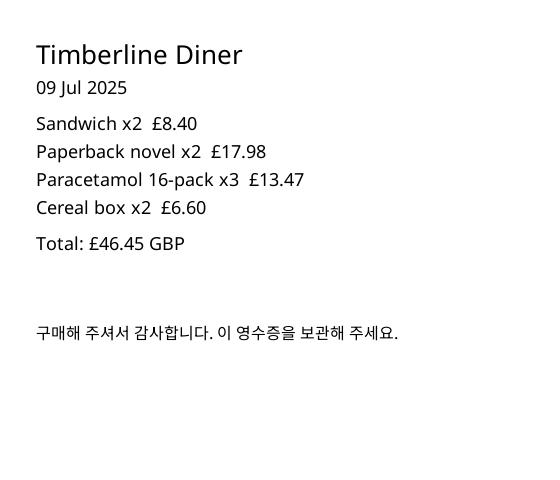 Timberline Diner
09 Jul 2025
Sandwich x2  £8.40
Paperback novel x2  £17.98
Paracetamol 16-pack x3  £13.47
Cereal box x2  £6.60
Total: £46.45 GBP
구매해 주셔서 감사합니다. 이 영수증을 보관해 주세요.